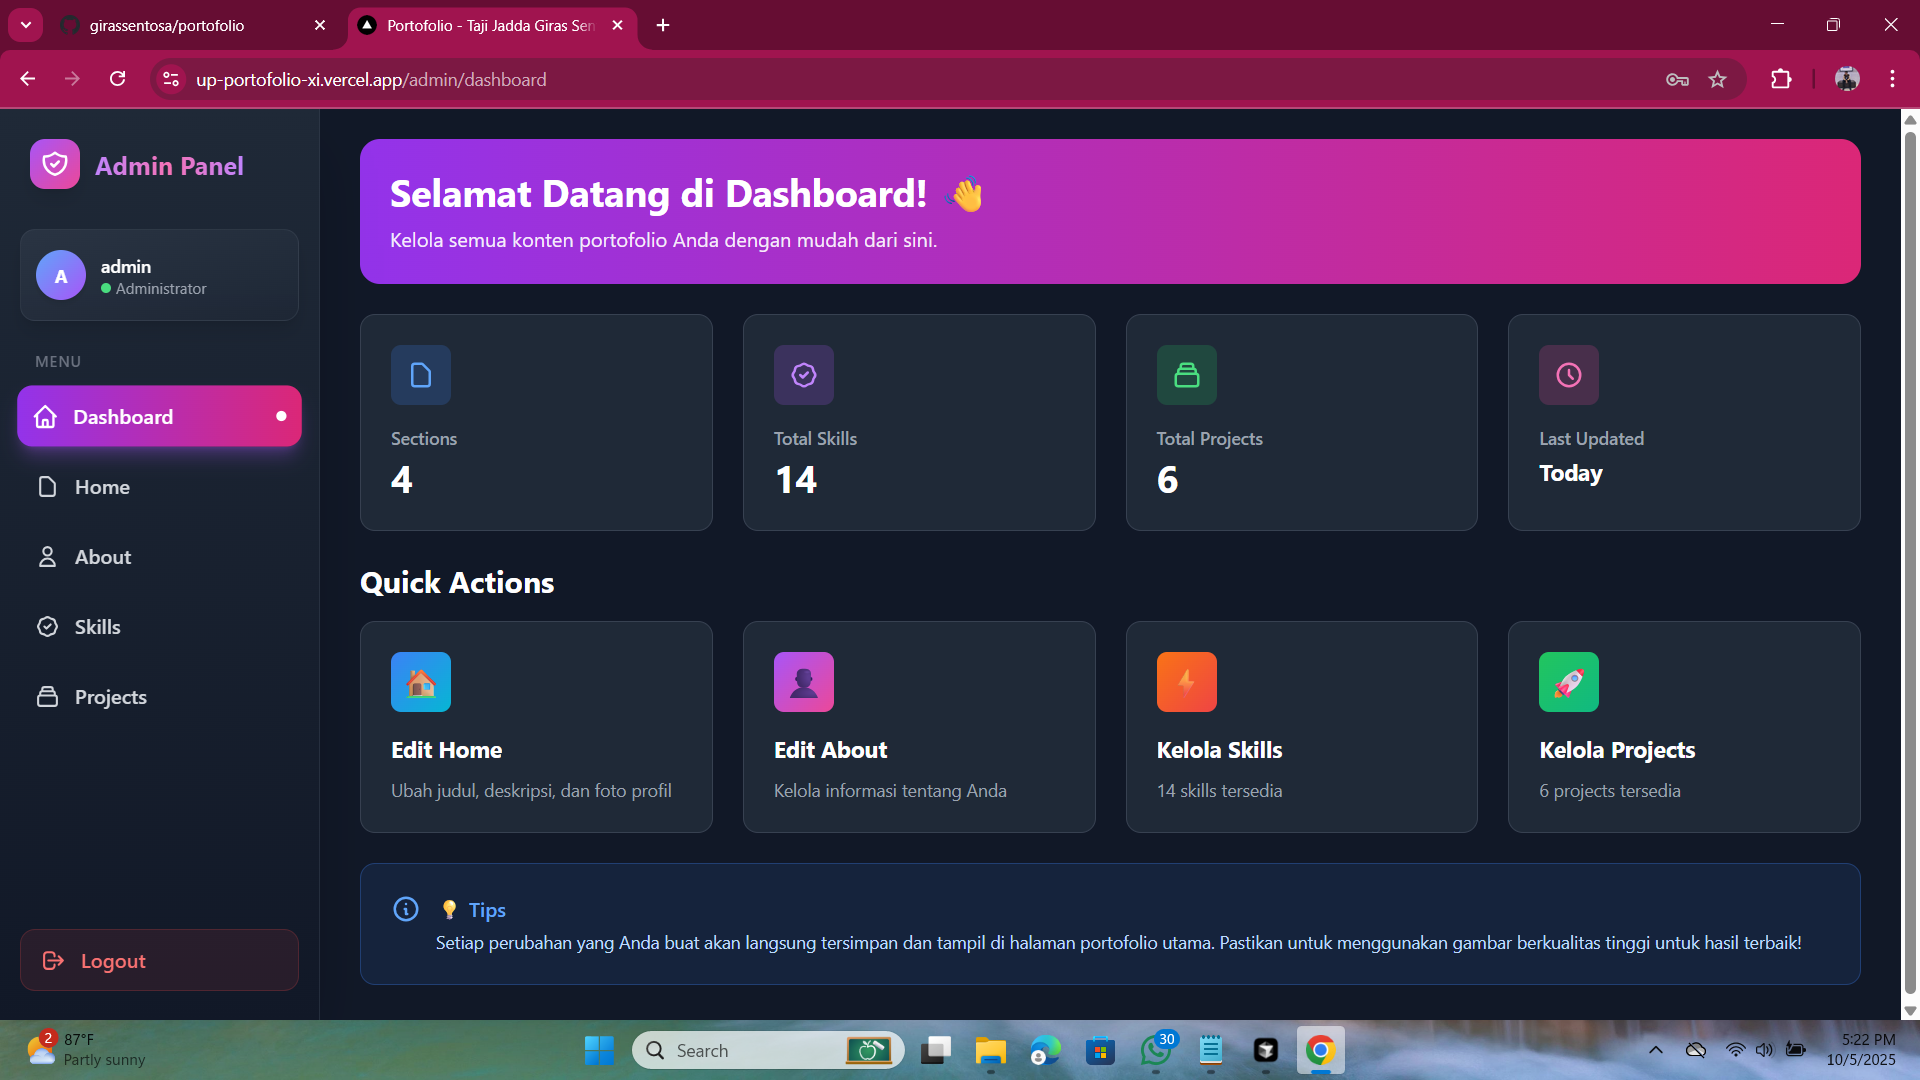 girassentosa/portofolio
Portofolio - Taji Jadda Giras Sen
up-portofolio-xi.vercel.app/admin/dashboard
Admin Panel
A
admin
Administrator
MENU
Dashboard
Home
About
Skills
Projects
Logout
Selamat Datang di Dashboard! 👋
Kelola semua konten portofolio Anda dengan mudah dari sini.
Sections
4
Total Skills
14
Total Projects
6
Last Updated
Today
Quick Actions
Edit Home
Ubah judul, deskripsi, dan foto profil
Edit About
Kelola informasi tentang Anda
Kelola Skills
14 skills tersedia
Kelola Projects
6 projects tersedia
💡 Tips
Setiap perubahan yang Anda buat akan langsung tersimpan dan tampil di halaman portofolio utama. Pastikan untuk menggunakan gambar berkualitas tinggi untuk hasil terbaik!
2
87°F
Partly sunny
Search
30
5:22 PM
10/5/2025